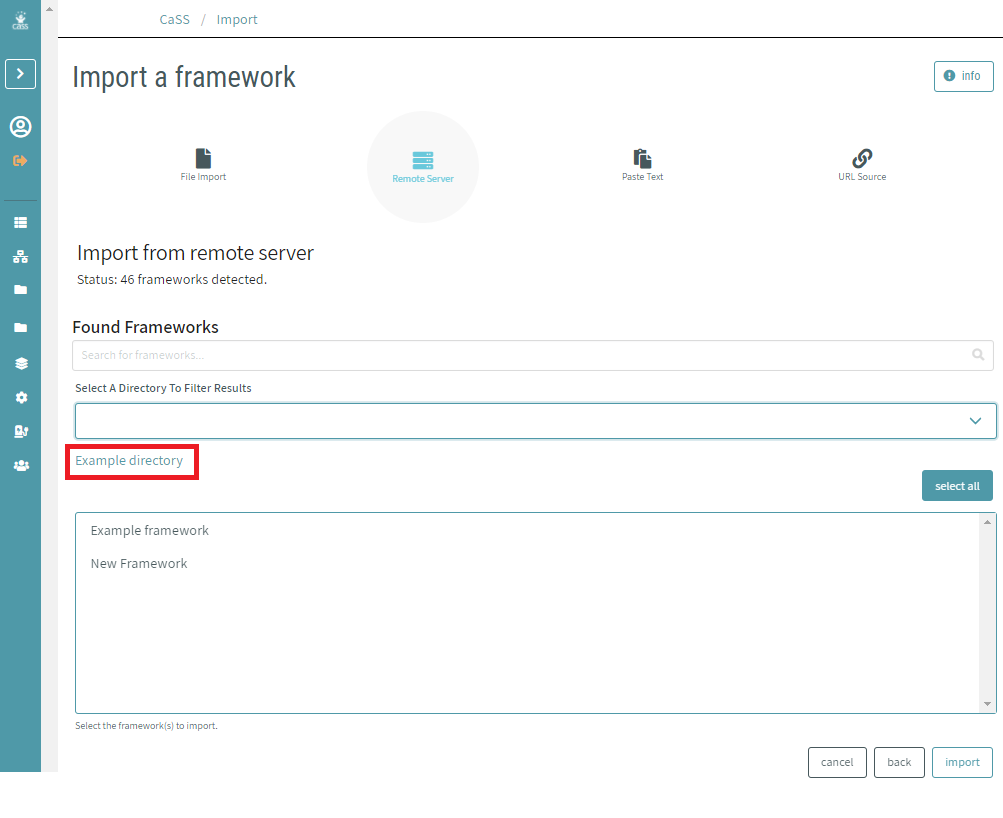 cass
CaSS / Import
Import a framework
info
File Import
Remote Server
Paste Text
URL Source
Import from remote server
Status: 46 frameworks detected.
Found Frameworks
Search for frameworks...
Select A Directory To Filter Results
Example directory
select all
Example framework
New Framework
Select the framework(s) to import.
cancel
back
import